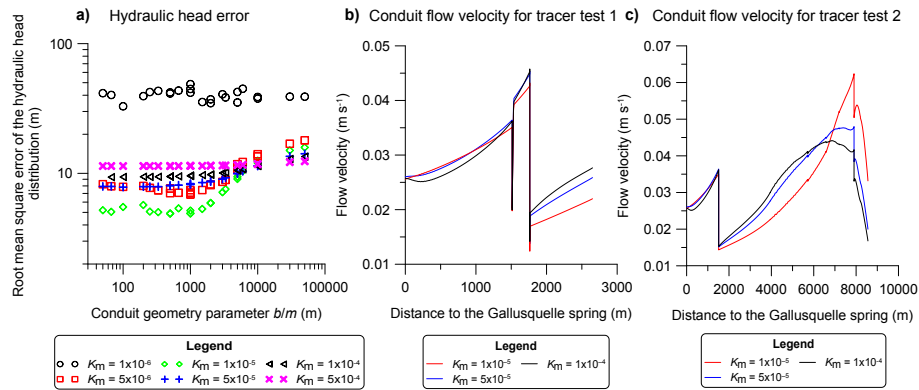 a) Hydraulic head error
Root mean square error of the hydraulic head
distribution (m)
100
10
100 1000 10000 100000
Conduit geometry parameter b/m (m)
Legend
Km = 1x10⁻⁶ Km = 1x10⁻⁵ Km = 1x10⁻⁴
Km = 5x10⁻⁶ Km = 5x10⁻⁵ Km = 5x10⁻⁴
b) Conduit flow velocity for tracer test 1
Flow velocity (m s⁻¹)
0.05
0.04
0.03
0.02
0.01
0 1000 2000 3000
Distance to the Gallusquelle spring (m)
Legend
Km = 1x10⁻⁵ Km = 1x10⁻⁴
Km = 5x10⁻⁵
c) Conduit flow velocity for tracer test 2
Flow velocity (m s⁻¹)
0.07
0.06
0.05
0.04
0.03
0.02
0.01
0 2000 4000 6000 8000 10000
Distance to the Gallusquelle spring (m)
Legend
Km = 1x10⁻⁵ Km = 1x10⁻⁴
Km = 5x10⁻⁵